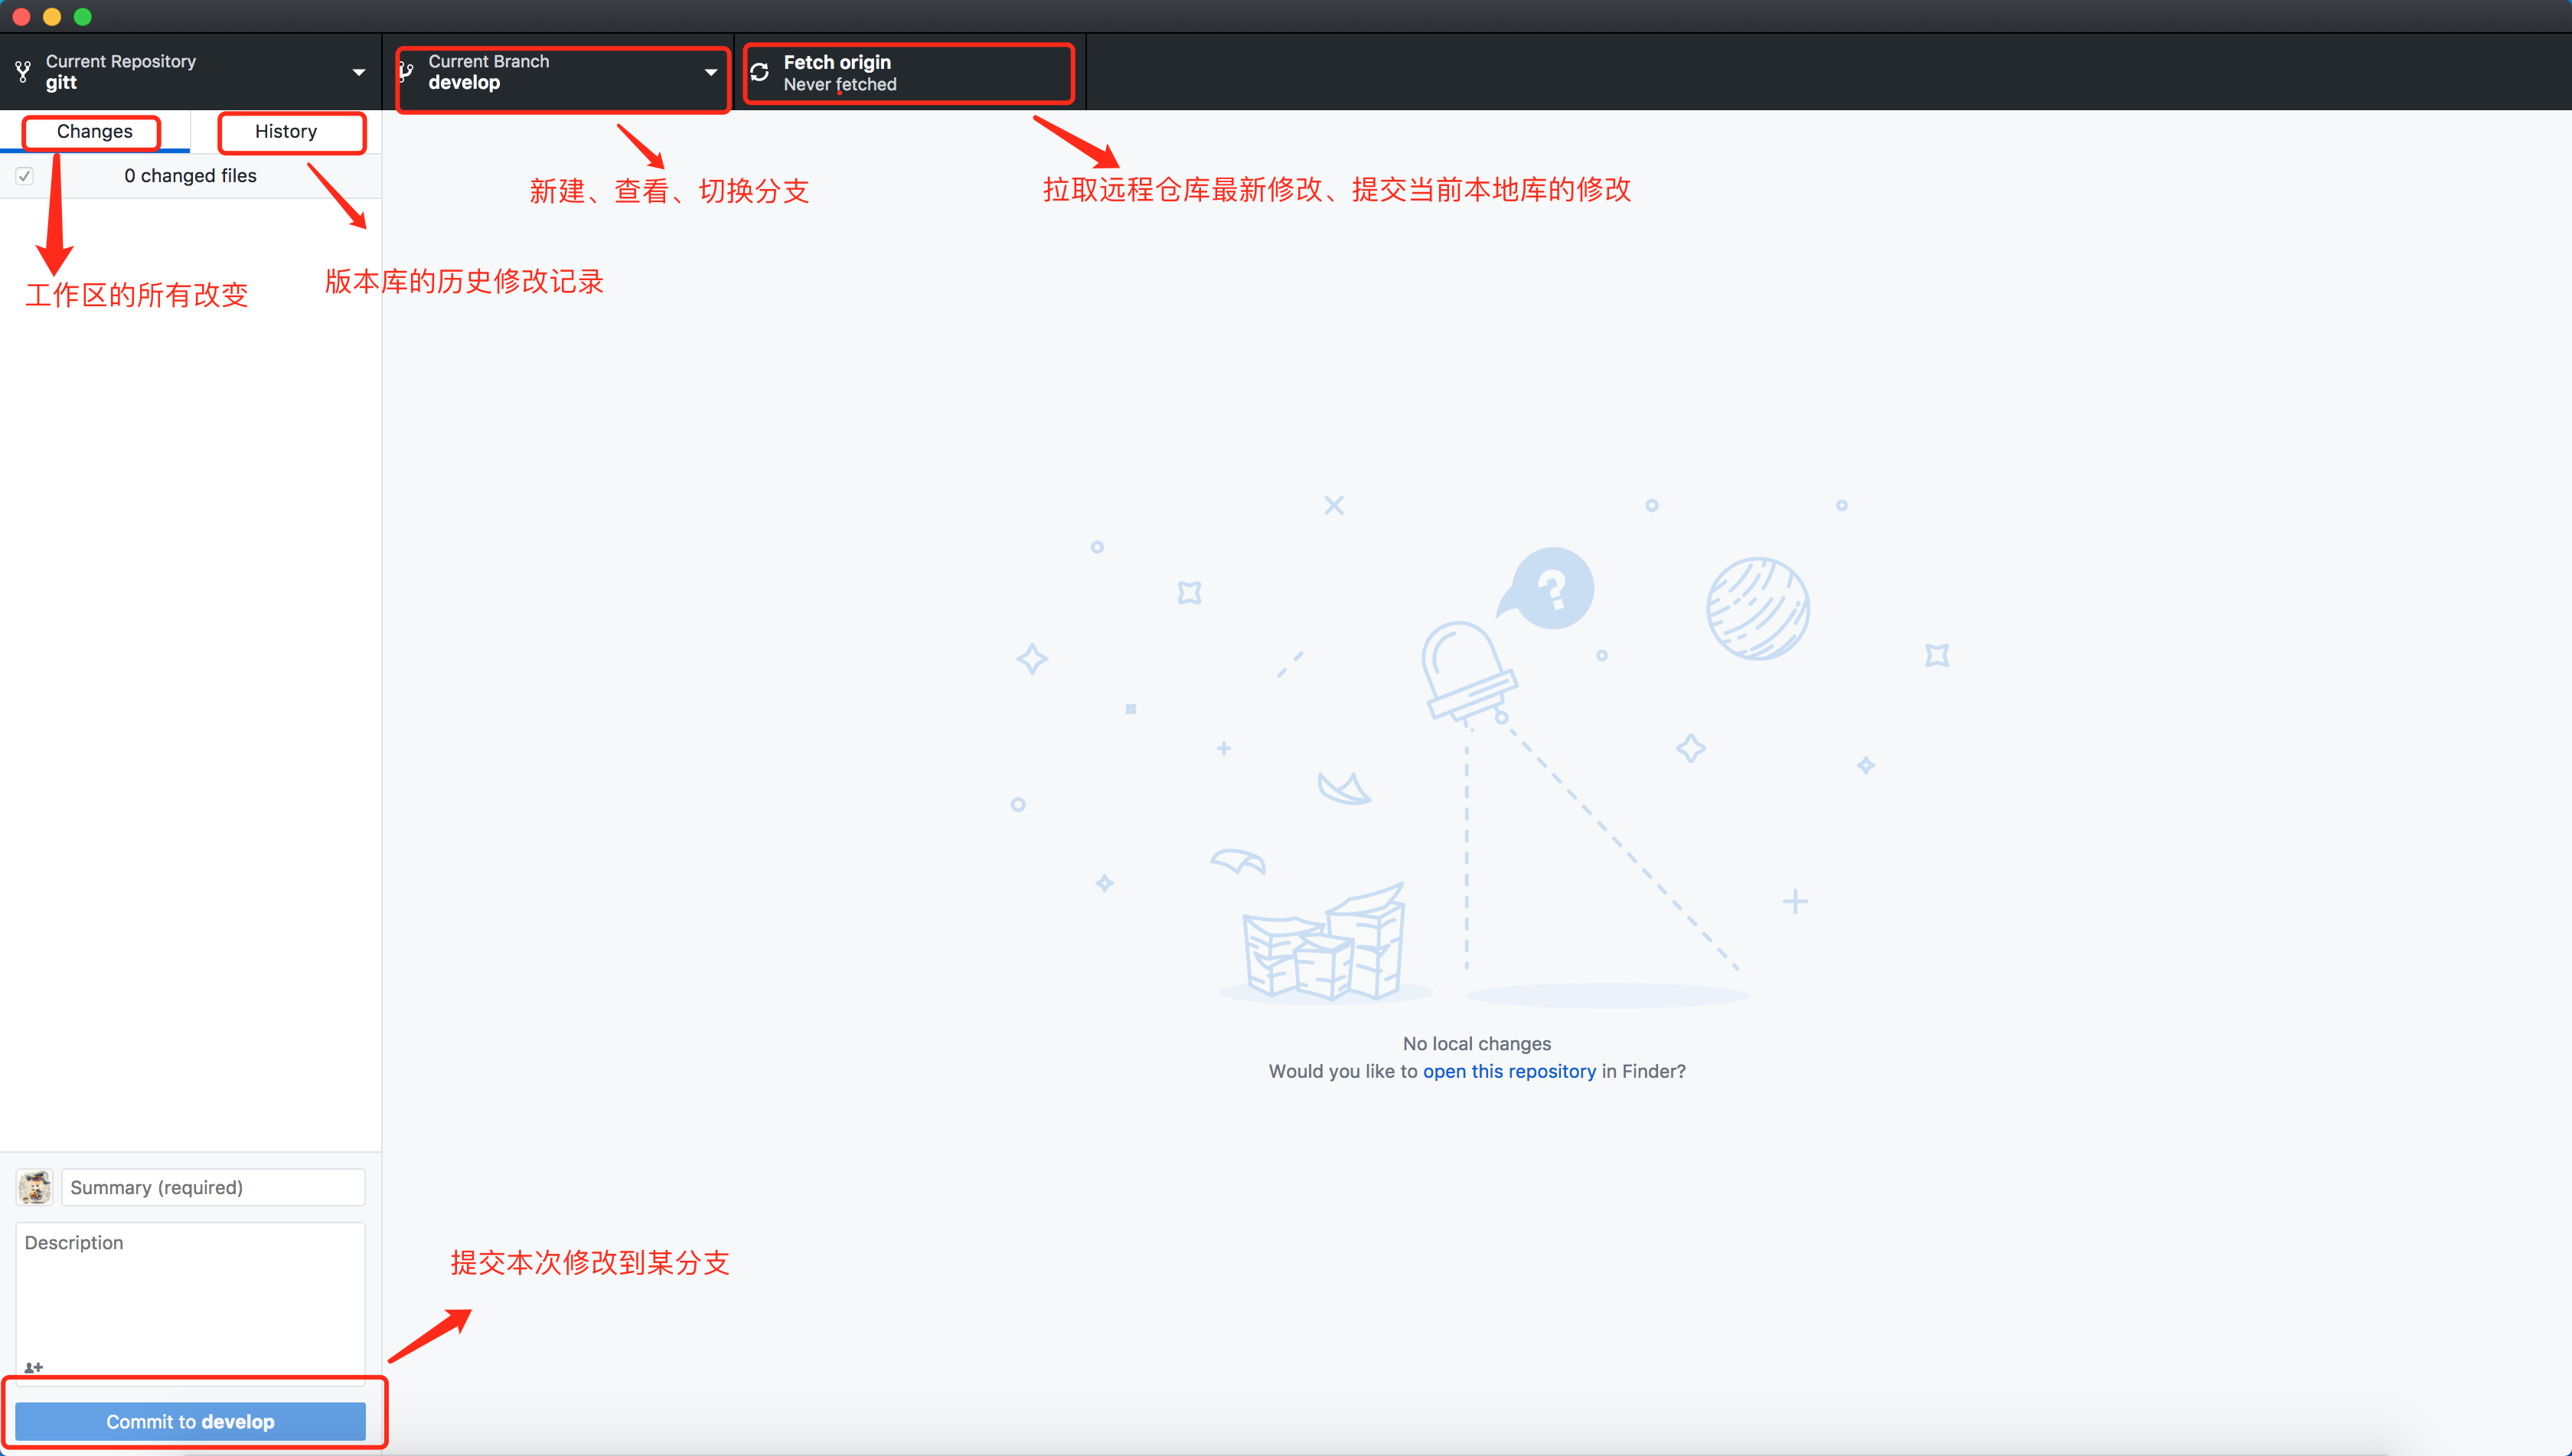 Current Repository
gitt
Current Branch
develop
Fetch origin
Never fetched
Changes
History
0 changed files
新建、查看、切换分支
拉取远程仓库最新修改、提交当前本地库的修改
工作区的所有改变
版本库的历史修改记录
?
No local changes
Would you like to open this repository in Finder?
Summary (required)
Description
提交本次修改到某分支
Commit to develop